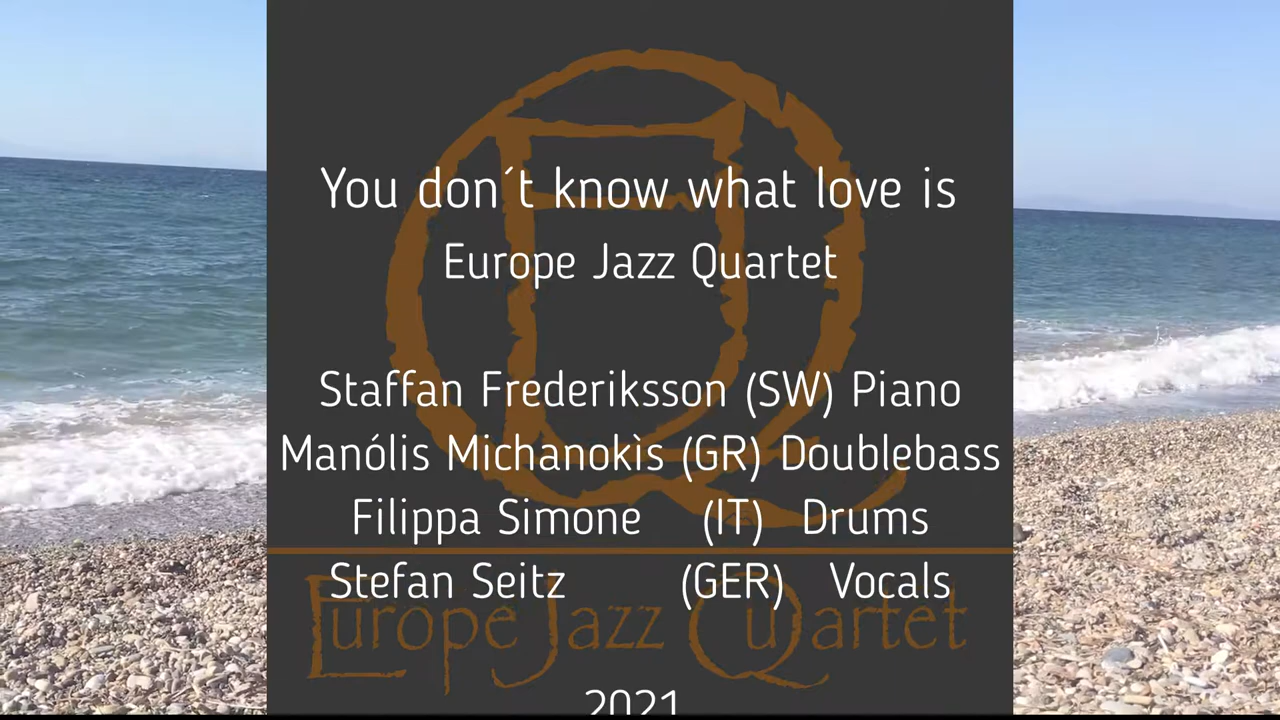 You don´t know what love is
Europe Jazz Quartet
Staffan Frederiksson (SW) Piano
Manólis Michanokìs (GR) Doublebass
Filippa Simone (IT) Drums
Stefan Seitz (GER) Vocals
Europe Jazz Quartet
2021